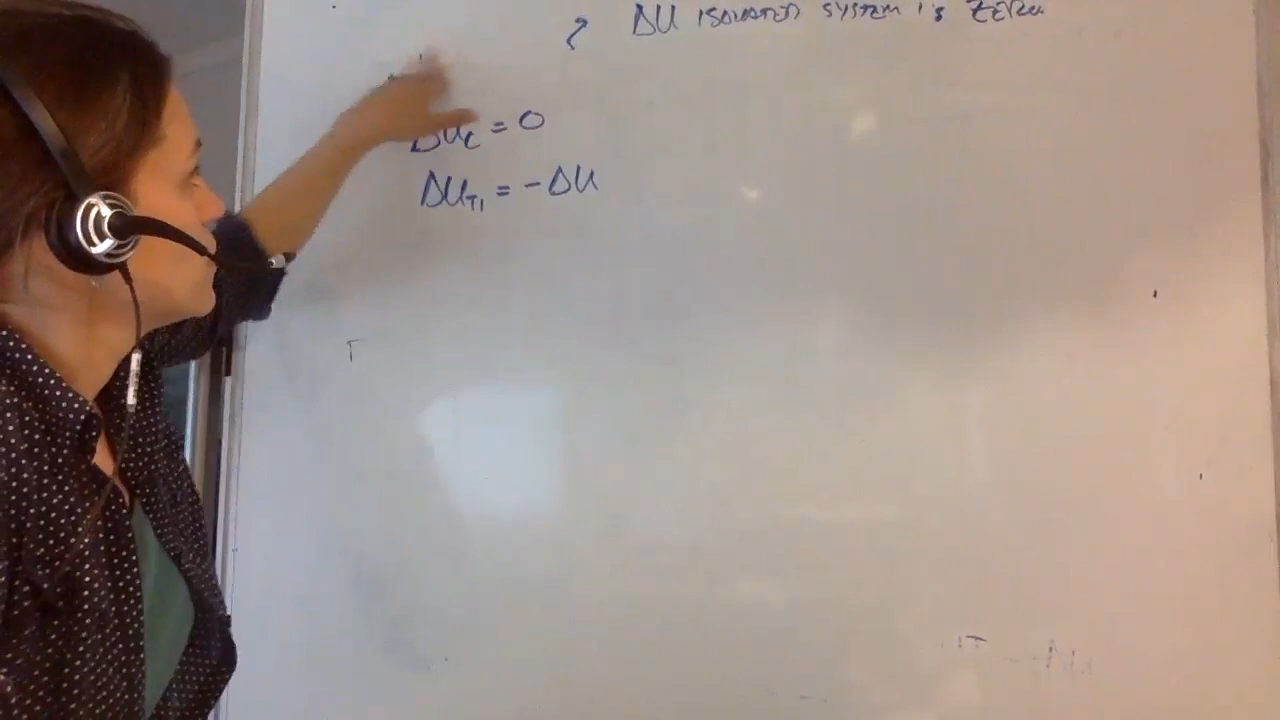 ΔU ISOLATED SYSTEM is ZERO
ΔU_C = 0
ΔU_T1 = -ΔU